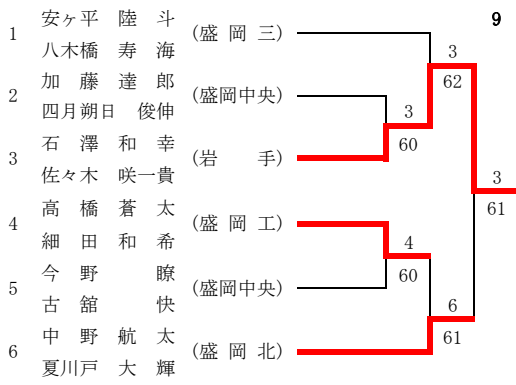 9
安ヶ平 陸 斗
1 (盛 岡 三)
八木橋 寿 海
3
加 藤 達 郎
62
2 (盛岡中央)
四月朔日 俊伸
3
石 澤 和 幸
60
3 (岩 手)
佐々木 咲一貴
3
61
高 橋 蒼 太
4 (盛 岡 工)
細 田 和 希
4
今 野 瞭
60
5 (盛岡中央)
古 舘 快
6
中 野 航 太
61
6 (盛 岡 北)
夏川戸 大 輝